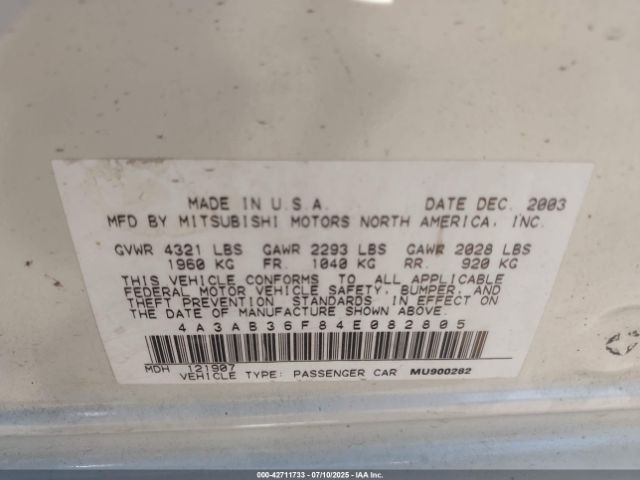 MADE IN U.S.A. DATE DEC. 2003
MFD BY MITSUBISHI MOTORS NORTH AMERICA, INC.
GVWR 4321 LBS GAWR 2293 LBS GAWR 2028 LBS
1960 KG FR. 1040 KG RR. 920 KG
THIS VEHICLE CONFORMS TO ALL APPLICABLE
FEDERAL MOTOR VEHICLE SAFETY, BUMPER, AND
THEFT PREVENTION STANDARDS IN EFFECT ON
THE DATE OF MANUFACTURE SHOWN ABOVE.
4A3AB36F84E082805
MDH 121907
VEHICLE TYPE: PASSENGER CAR MU900282
000-42711733 - 07/10/2025 - IAA Inc.